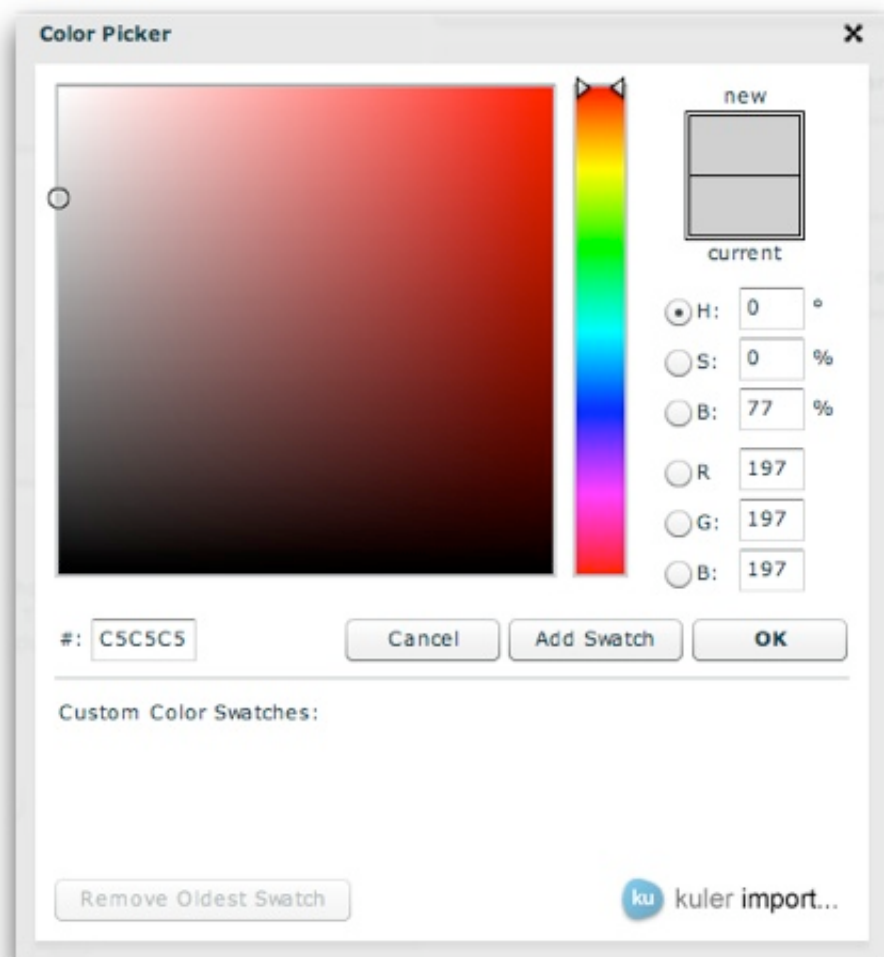 Color Picker
new
current
H: 0 °
S: 0 %
B: 77 %
R 197
G: 197
B: 197
#: C5C5C5 Cancel Add Swatch OK
Custom Color Swatches:
Remove Oldest Swatch ku kuler import...